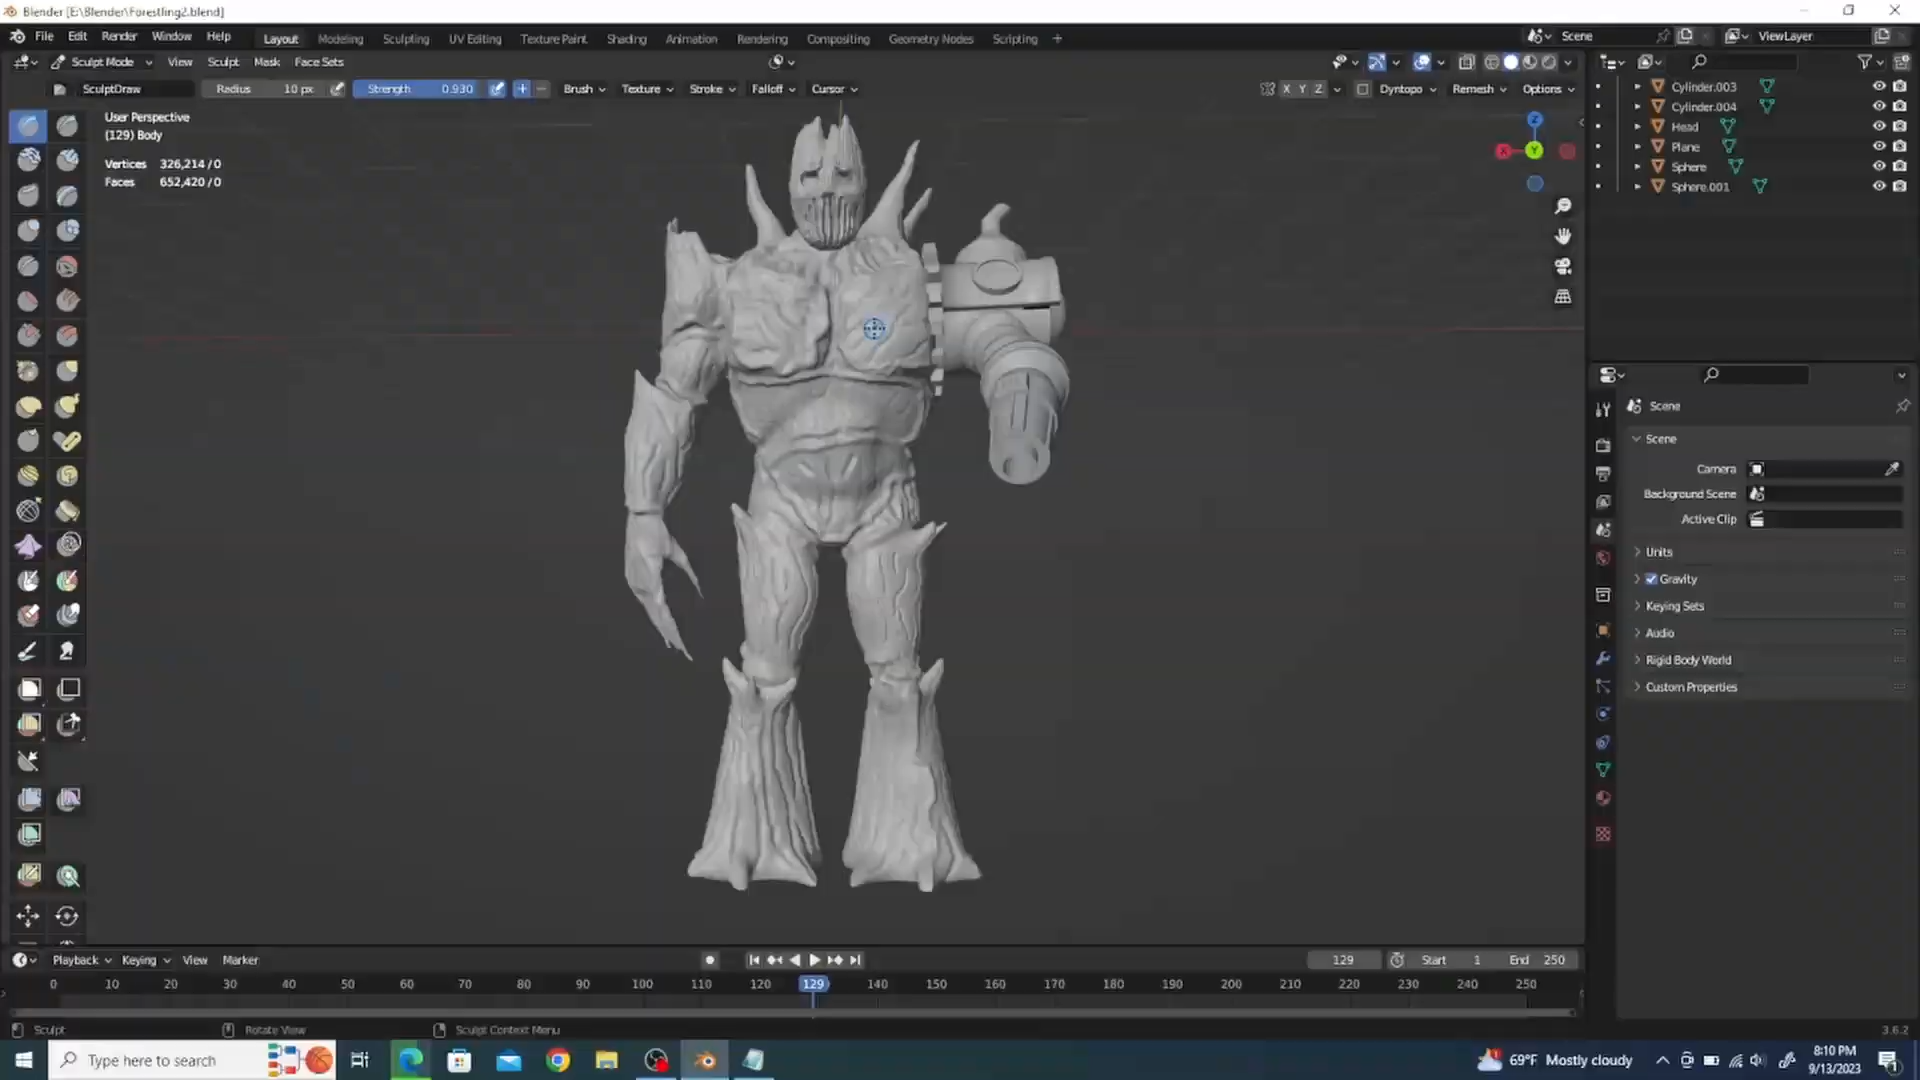 Blender [E:\Blender\Forestling2.blend]
File Edit Render Window Help Layout Modeling Sculpting UV Editing Texture Paint Shading Animation Rendering Compositing Geometry Nodes Scripting + Scene ViewLayer
Sculpt Mode View Sculpt Mask Face Sets
SculptDraw Radius 10 px Strength 0.930 Brush Texture Stroke Falloff Cursor X Y Z Dyntopo Remesh Options
User Perspective
(129) Body
Vertices 326,214 / 0
Faces 652,420 / 0
Z
X
Y
Cylinder.003
Cylinder.004
Head
Plane
Sphere
Sphere.001
Scene
Scene
Camera
Background Scene
Active Clip
Units
Gravity
Keying Sets
Audio
Rigid Body World
Custom Properties
Playback Keying View Marker 129 Start 1 End 250
0 10 20 30 40 50 60 70 80 90 100 110 120 129 140 150 160 170 180 190 200 210 220 230 240 250
Sculpt Rotate View Sculpt Context Menu 3.6.2
Type here to search 69°F Mostly cloudy 8:10 PM
9/13/2023